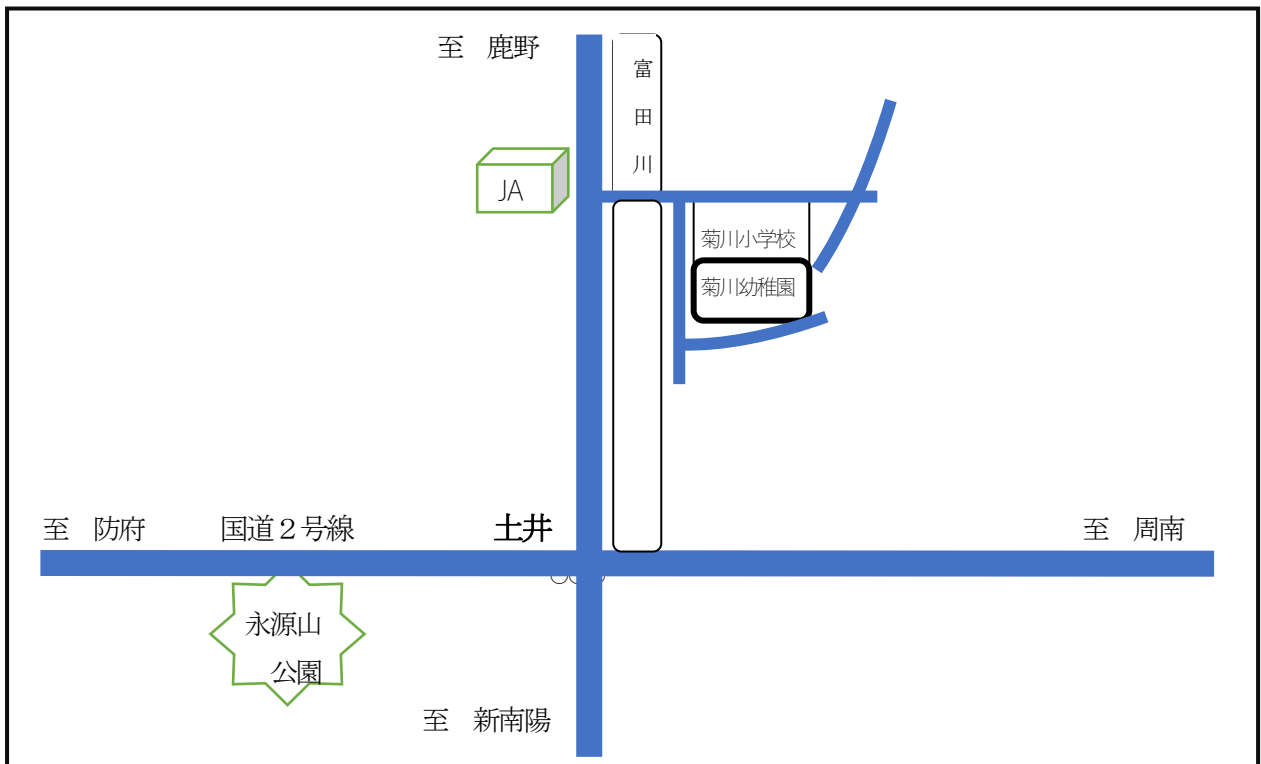 至　鹿野
富
田
川
JA
菊川小学校
菊川幼稚園
至　防府
国道２号線
土井
至　周南
永源山
公園
至　新南陽